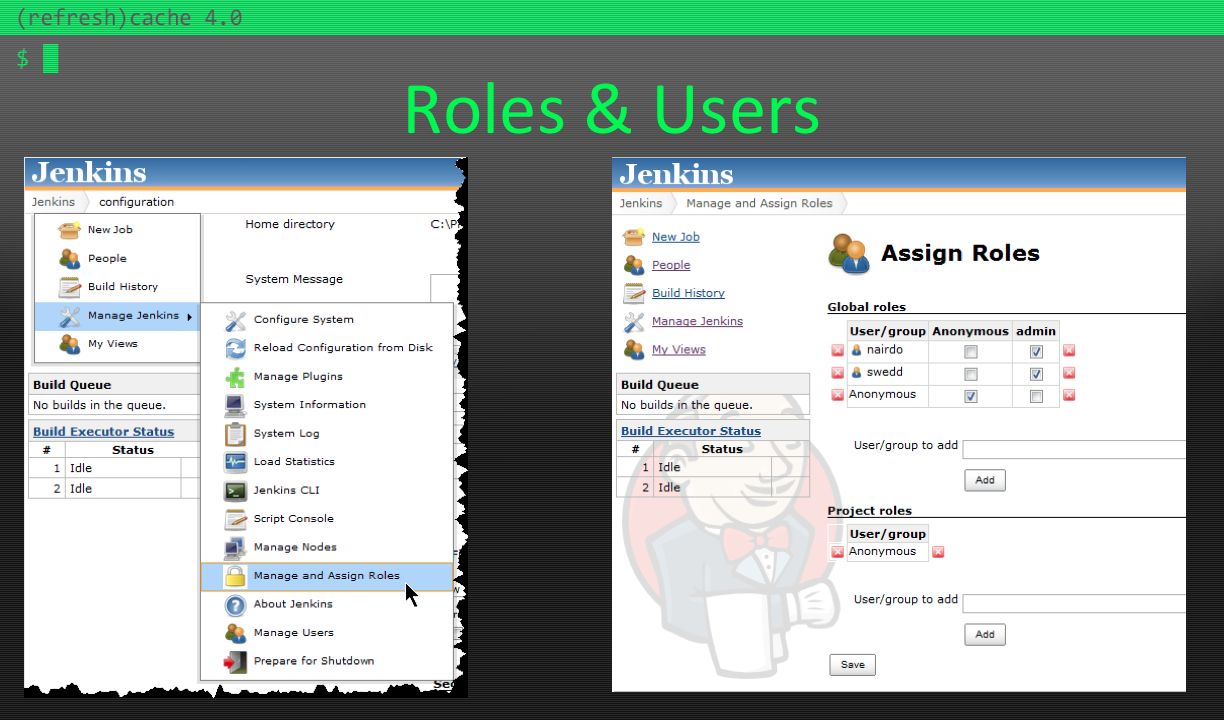 (refresh)cache 4.0
$
Roles & Users
Jenkins
Jenkins configuration
New Job
People
Build History
Manage Jenkins
My Views
Home directory C:\P
System Message
Configure System
Reload Configuration from Disk
Manage Plugins
System Information
System Log
Load Statistics
Jenkins CLI
Script Console
Manage Nodes
Manage and Assign Roles
About Jenkins
Manage Users
Prepare for Shutdown
Build Queue
No builds in the queue.
Build Executor Status
# Status
1 Idle
2 Idle
Jenkins
Jenkins Manage and Assign Roles
New Job
People
Build History
Manage Jenkins
My Views
Build Queue
No builds in the queue.
Build Executor Status
# Status
1 Idle
2 Idle
Assign Roles
Global roles
User/group Anonymous admin
nairdo
swedd
Anonymous
User/group to add
Add
Project roles
User/group
Anonymous
User/group to add
Add
Save